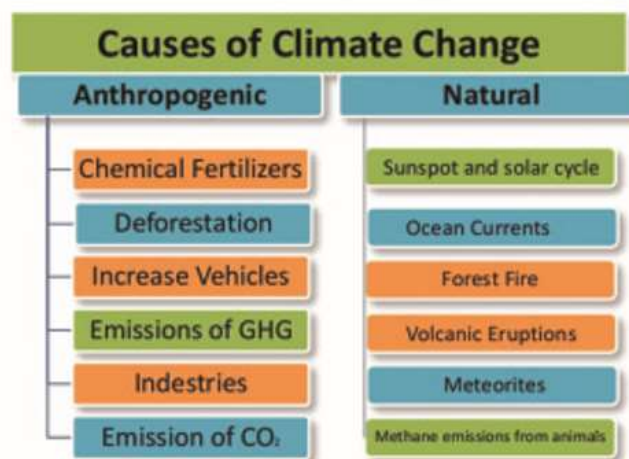 Causes of Climate Change
Anthropogenic
Chemical Fertilizers
Deforestation
Increase Vehicles
Emissions of GHG
Indestries
Emission of CO₂
Natural
Sunspot and solar cycle
Ocean Currents
Forest Fire
Volcanic Eruptions
Meteorites
Methane emissions from animals